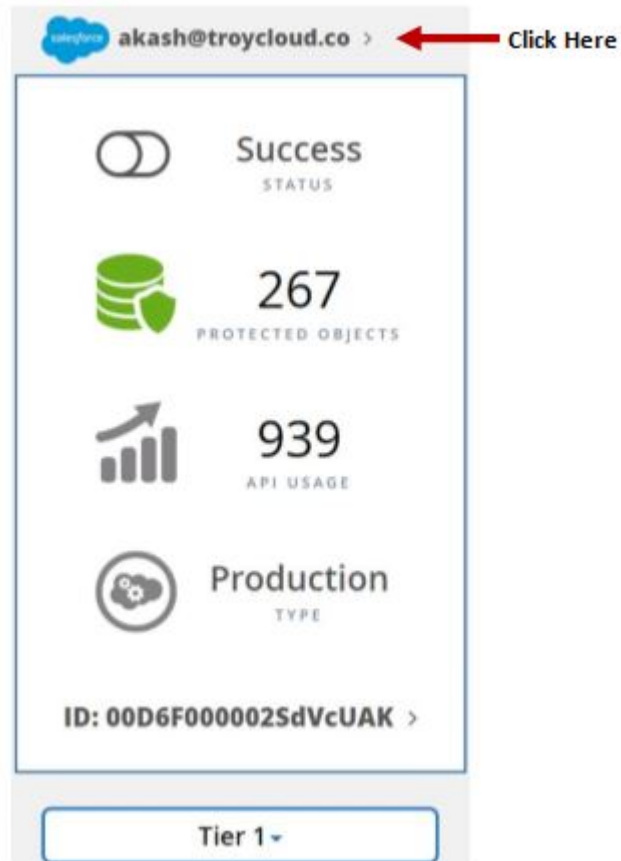 salesforce akash@troycloud.co > Click Here
Success
STATUS
267
PROTECTED OBJECTS
939
API USAGE
Production
TYPE
ID: 00D6F000002SdVcUAK >
Tier 1